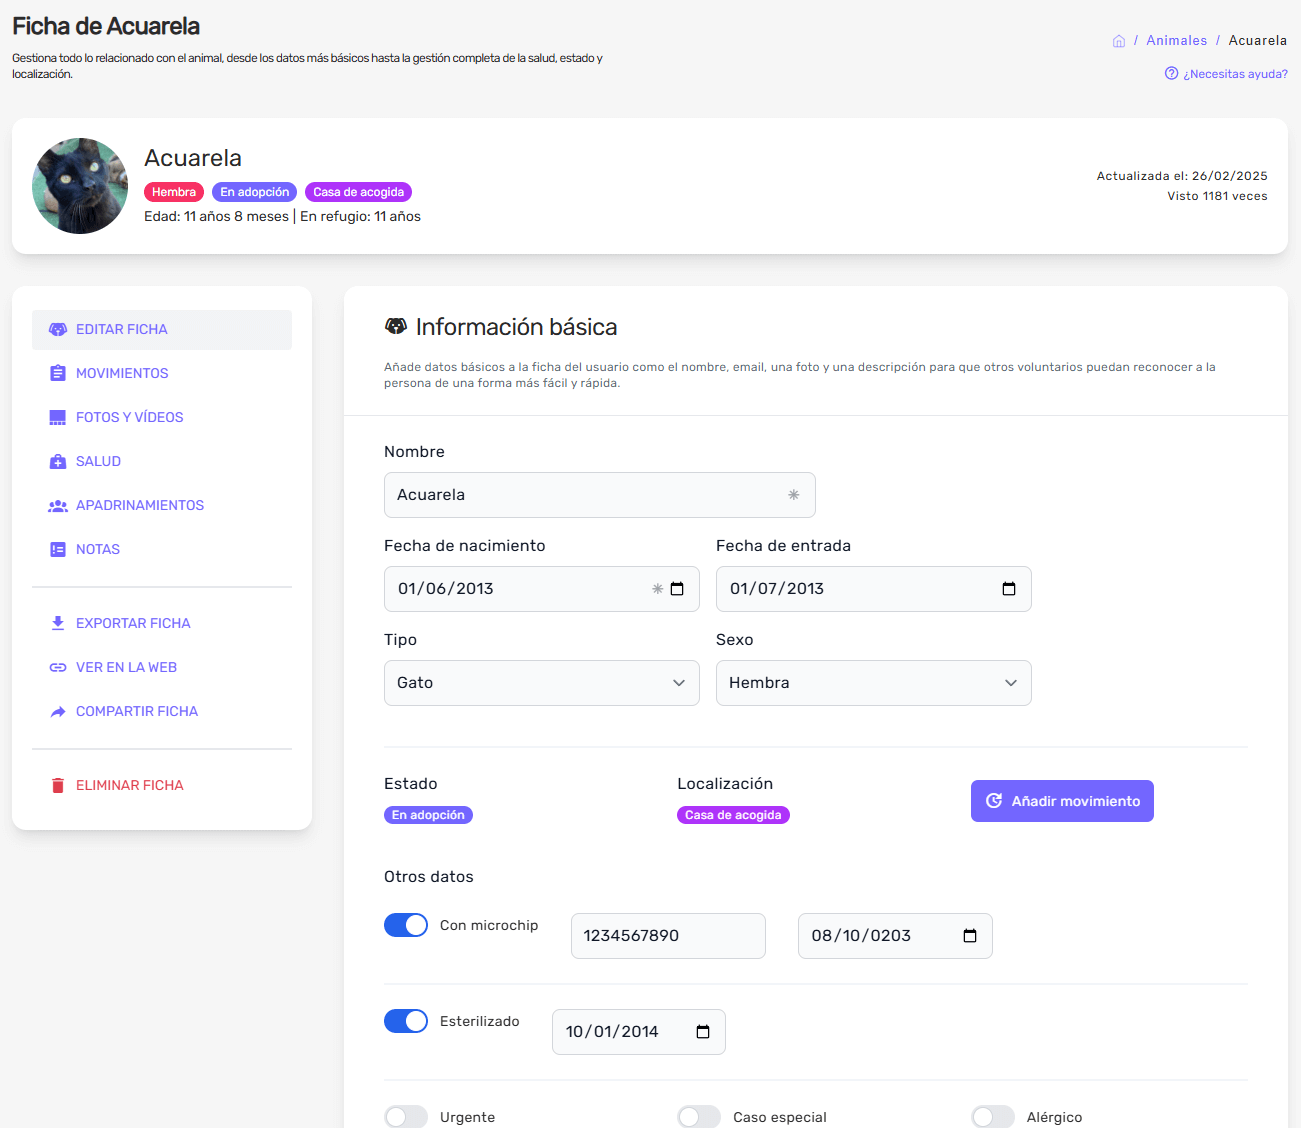 Ficha de Acuarela
Gestiona todo lo relacionado con el animal, desde los datos más básicos hasta la gestión completa de la salud, estado y
localización.
/ Animales / Acuarela
¿Necesitas ayuda?
Acuarela
Hembra En adopción Casa de acogida
Edad: 11 años 8 meses | En refugio: 11 años
Actualizada el: 26/02/2025
Visto 1181 veces
EDITAR FICHA
MOVIMIENTOS
FOTOS Y VÍDEOS
SALUD
APADRINAMIENTOS
NOTAS
EXPORTAR FICHA
VER EN LA WEB
COMPARTIR FICHA
ELIMINAR FICHA
Información básica
Añade datos básicos a la ficha del usuario como el nombre, email, una foto y una descripción para que otros voluntarios puedan reconocer a la
persona de una forma más fácil y rápida.
Nombre
Acuarela
Fecha de nacimiento Fecha de entrada
01/06/2013 01/07/2013
Tipo Sexo
Gato Hembra
Estado Localización
En adopción Casa de acogida Añadir movimiento
Otros datos
Con microchip 1234567890 08/10/0203
Esterilizado 10/01/2014
Urgente Caso especial Alérgico